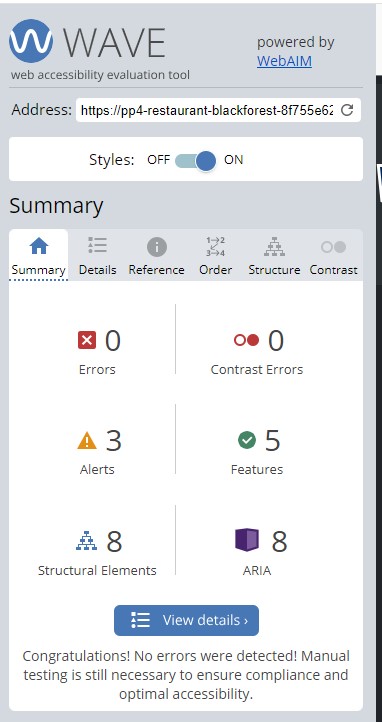 WAVE
web accessibility evaluation tool
powered by
WebAIM
Address: https://pp4-restaurant-blackforest-8f755e62
Styles: OFF ON
Summary
Summary Details Reference Order Structure Contrast
0
Errors
0
Contrast Errors
3
Alerts
5
Features
8
Structural Elements
8
ARIA
View details ›
Congratulations! No errors were detected! Manual
testing is still necessary to ensure compliance and
optimal accessibility.